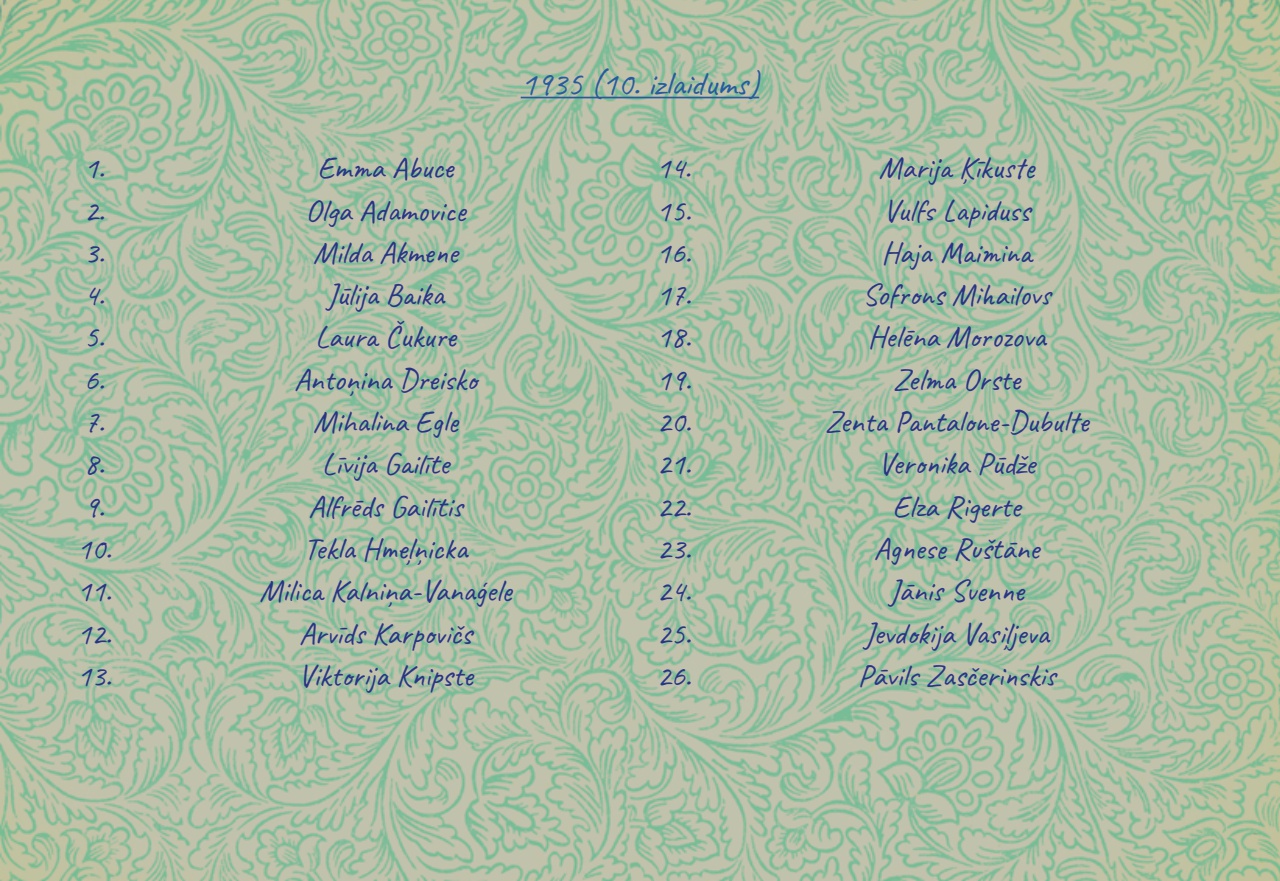 1935 (10. izlaidums)
1. Emma Abuce
2. Olga Adamovice
3. Milda Akmene
4. Jūlija Baika
5. Laura Čukure
6. Antoņina Dreisko
7. Mihalina Egle
8. Līvija Gailīte
9. Alfrēds Gailītis
10. Tekla Hmeļņicka
11. Milica Kalniņa-Vanaģele
12. Arvīds Karpovičs
13. Viktorija Knipste
14. Marija Ķīkuste
15. Vulfs Lapiduss
16. Haja Maimina
17. Sofrons Mihailovs
18. Helēna Morozova
19. Zelma Orste
20. Zenta Pantalone-Dubulte
21. Veronika Pūdže
22. Elza Rigerte
23. Agnese Ruštāne
24. Jānis Svenne
25. Jevdokija Vasiļjeva
26. Pāvils Zasčerinskis